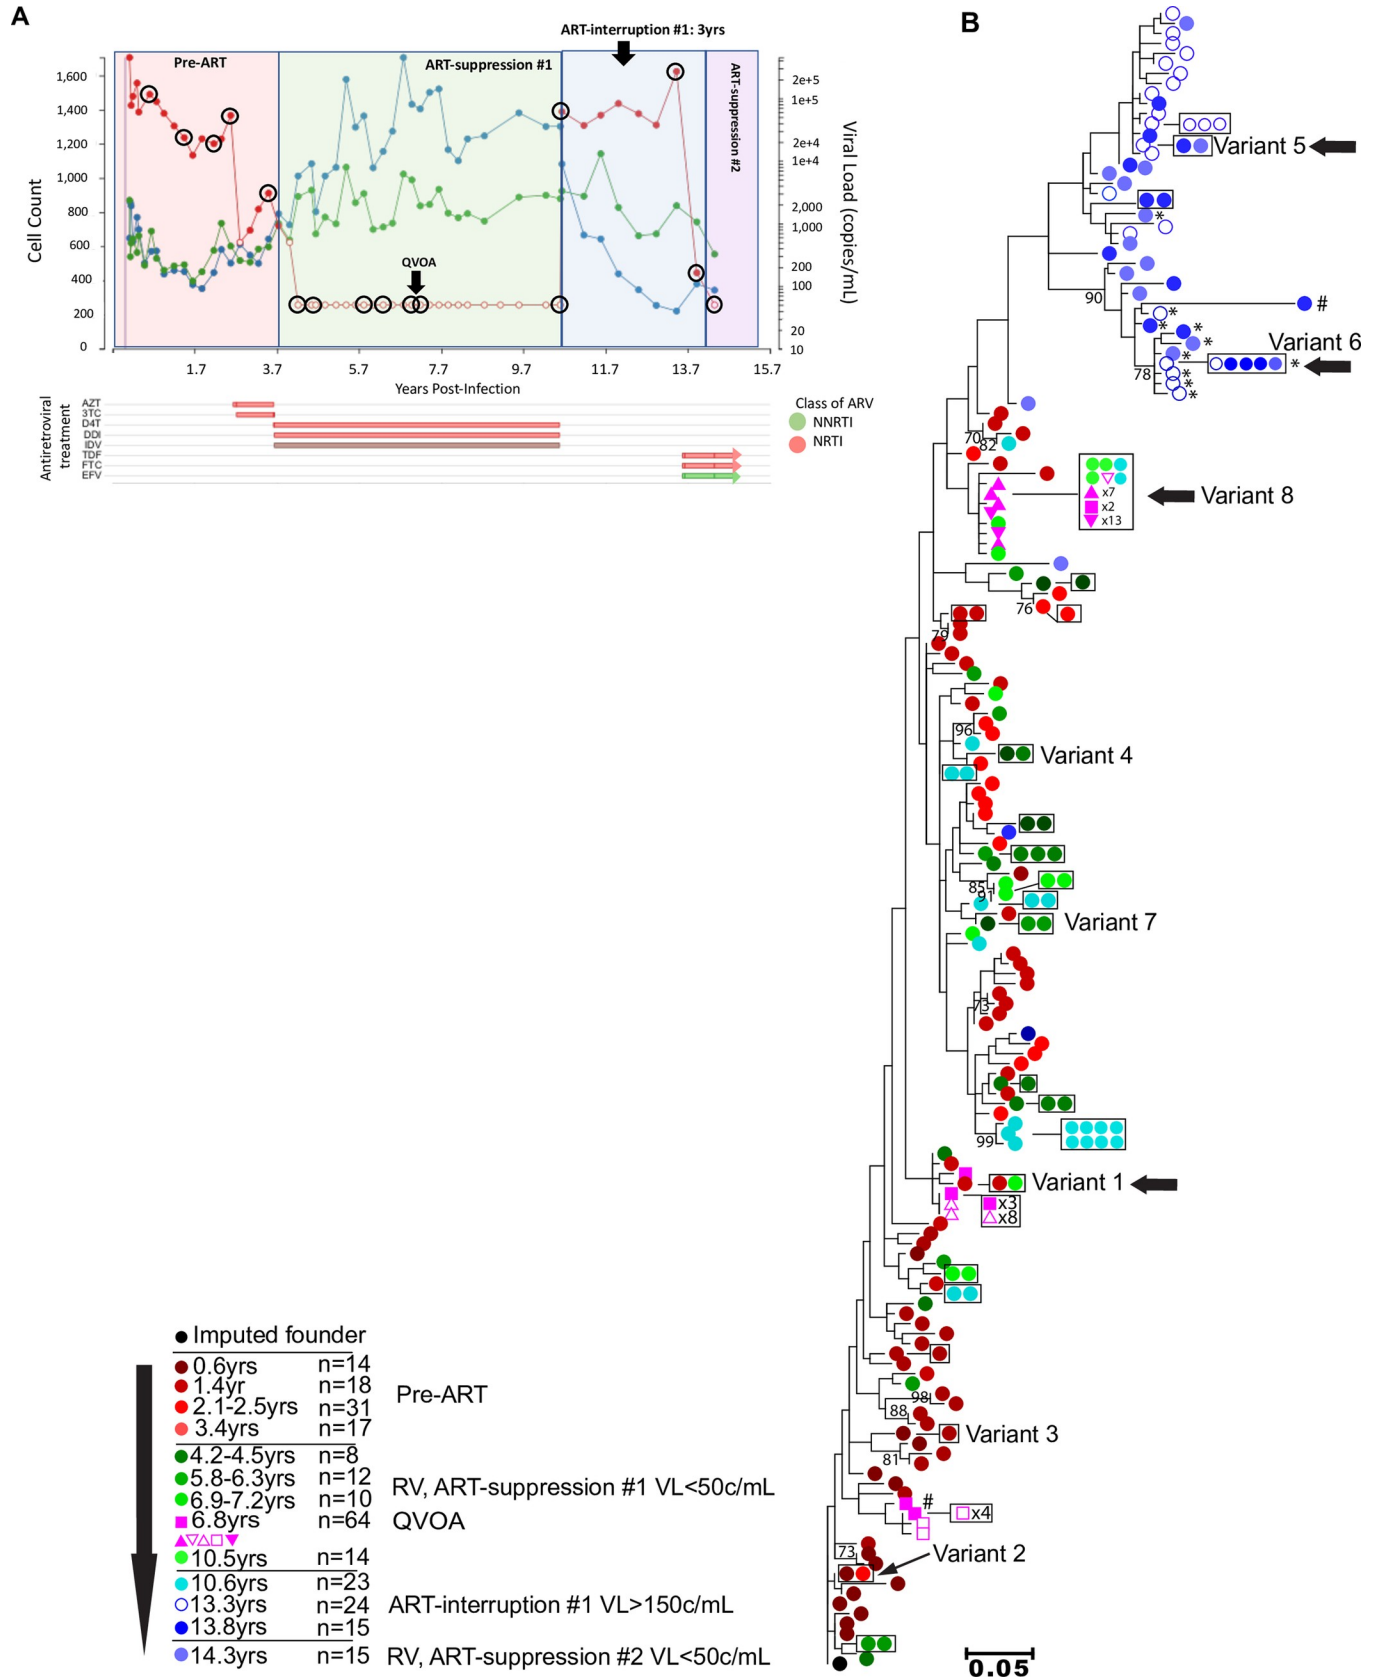 A
ART-interruption #1: 3yrs
Pre-ART
ART-suppression #1
ART-suppression #2
QVOA
Cell Count
1,600
1,400
1,200
1,000
800
600
400
200
0
Viral Load (copies/mL)
2e+5
1e+5
2e+4
1e+4
2,000
1,000
200
100
20
10
1.7
3.7
5.7
7.7
9.7
11.7
13.7
15.7
Years Post-Infection
Antiretroviral
treatment
AZT
3TC
D4T
DDI
IDV
TDF
FTC
EFV
Class of ARV
NNRTI
NRTI
B
Variant 5
*
90
#
*
*
*
*
*
*
Variant 6
*
78
*
*
*
70
82
x7
x2
x13
Variant 8
76
79
96
Variant 4
85
91
Variant 7
73
99
Variant 1
x3
x8
98
88
Variant 3
81
#
x4
73
Variant 2
0.05
Imputed founder
0.6yrs n=14
1.4yr n=18
2.1-2.5yrs n=31
3.4yrs n=17
Pre-ART
4.2-4.5yrs n=8
5.8-6.3yrs n=12
6.9-7.2yrs n=10
RV, ART-suppression #1 VL<50c/mL
6.8yrs n=64 QVOA
10.5yrs n=14
10.6yrs n=23
13.3yrs n=24 ART-interruption #1 VL>150c/mL
13.8yrs n=15
14.3yrs n=15 RV, ART-suppression #2 VL<50c/mL